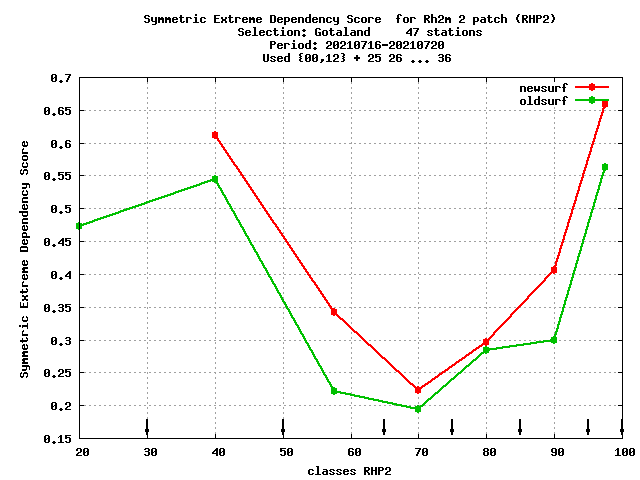 Symmetric Extreme Dependency Score  for Rh2m 2 patch (RHP2)
Selection: Gotaland     47 stations
Period: 20210716-20210720
Used {00,12} + 25 26 ... 36
newsurf
oldsurf
0.7
0.65
0.6
0.55
0.5
0.45
0.4
0.35
0.3
0.25
0.2
0.15
Symmetric Extreme Dependency Score
20 30 40 50 60 70 80 90 100
classes RHP2